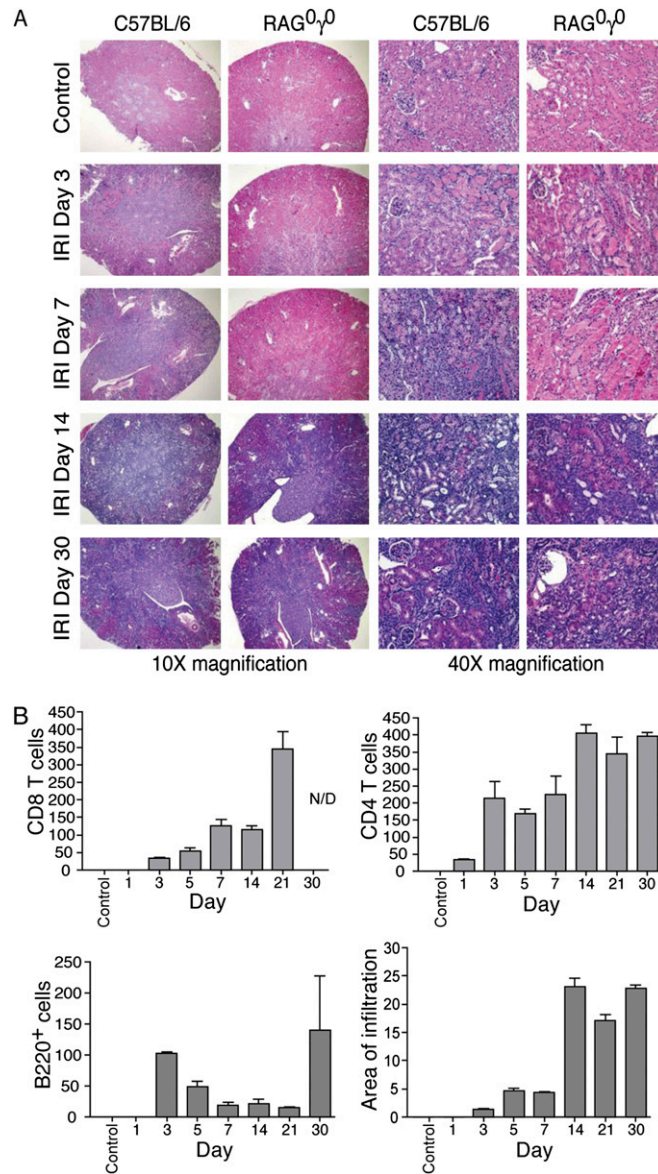 A
C57BL/6 RAG⁰γ⁰ C57BL/6 RAG⁰γ⁰
Control
IRI Day 3
IRI Day 7
IRI Day 14
IRI Day 30
10X magnification 40X magnification
B
CD8 T cells
450
400
350
300
250
200
150
100
50
0
N/D
Control 1 3 5 7 14 21 30
Day
CD4 T cells
450
400
350
300
250
200
150
100
50
0
Control 1 3 5 7 14 21 30
Day
B220⁺ cells
250
200
150
100
50
0
Control 1 3 5 7 14 21 30
Day
Area of infiltration
30
25
20
15
10
5
0
Control 1 3 5 7 14 21 30
Day